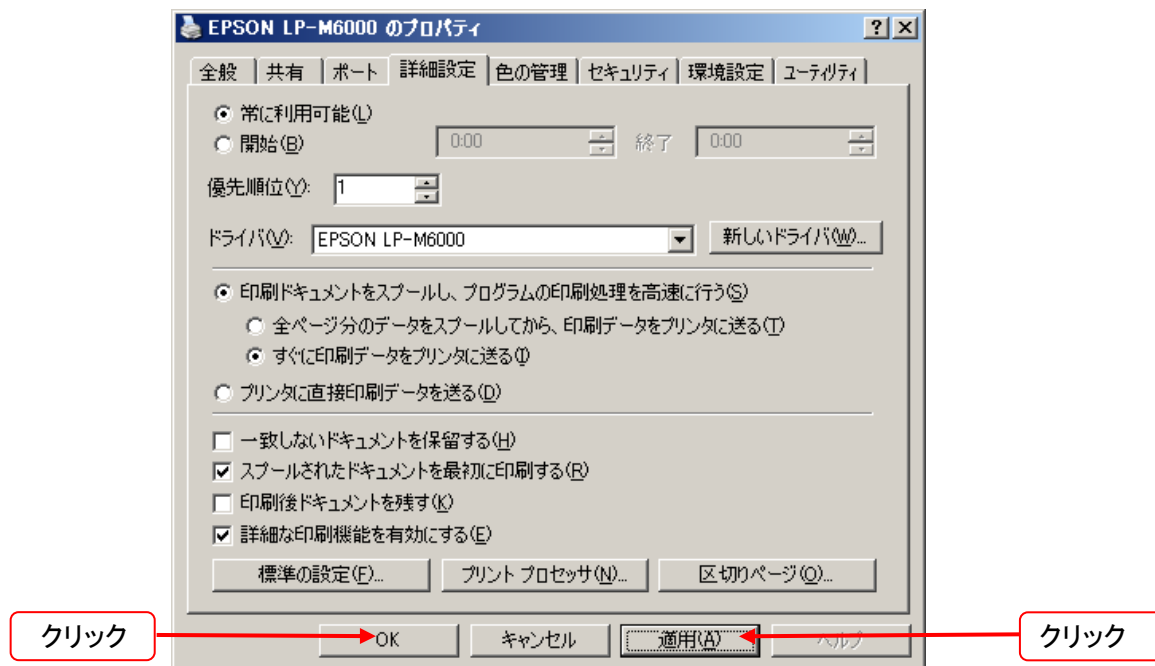 EPSON LP-M6000 のプロパティ
全般 共有 ポート 詳細設定 色の管理 セキュリティ 環境設定 ユーティリティ
常に利用可能(L)
開始(B) 0:00 終了 0:00
優先順位(Y): 1
ドライバ(V): EPSON LP-M6000 新しいドライバ(W)...
印刷ドキュメントをスプールし、プログラムの印刷処理を高速に行う(S)
全ページ分のデータをスプールしてから、印刷データをプリンタに送る(T)
すぐに印刷データをプリンタに送る(I)
プリンタに直接印刷データを送る(D)
一致しないドキュメントを保留する(H)
スプールされたドキュメントを最初に印刷する(R)
印刷後ドキュメントを残す(K)
詳細な印刷機能を有効にする(E)
標準の設定(F)... プリント プロセッサ(N)... 区切りページ(O)...
クリック OK キャンセル 適用(A) ヘルプ クリック